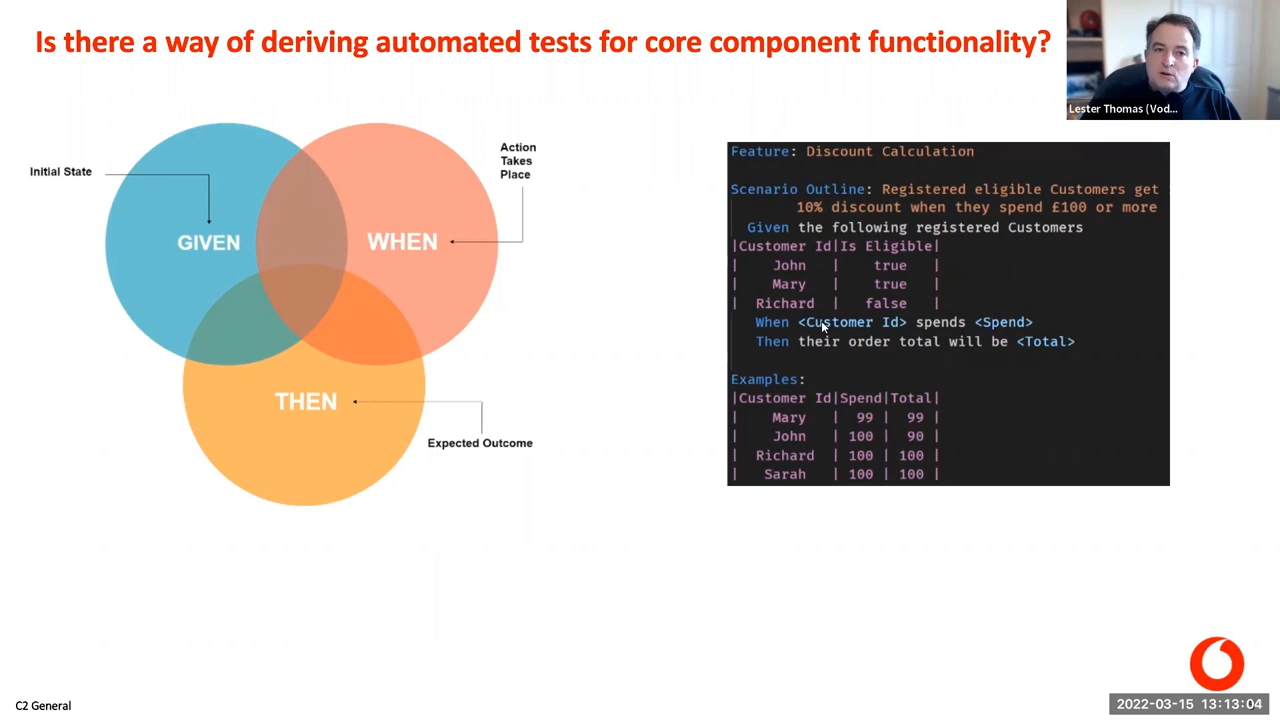 Is there a way of deriving automated tests for core component functionality?
Lester Thomas (Vod...
Initial State
GIVEN
WHEN
Action
Takes
Place
THEN
Expected Outcome
Feature: Discount Calculation
Scenario Outline: Registered eligible Customers get
10% discount when they spend £100 or more
Given the following registered Customers
|Customer Id|Is Eligible|
| John | true |
| Mary | true |
| Richard | false |
When <Customer Id> spends <Spend>
Then their order total will be <Total>
Examples:
|Customer Id|Spend|Total|
| Mary | 99 | 99 |
| John | 100 | 90 |
| Richard | 100 | 100 |
| Sarah | 100 | 100 |
C2 General
2022-03-15 13:13:04